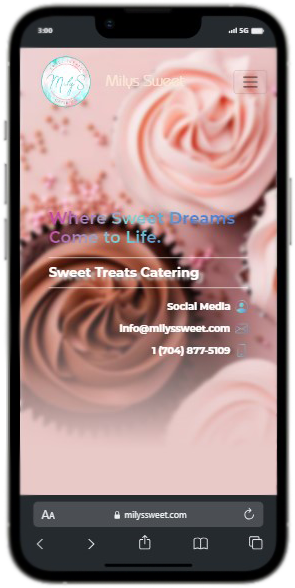 3:00
5G
MilyS
Milys Sweet
Where Sweet Dreams
Come to Life.
Sweet Treats Catering
Social Media
info@milyssweet.com
1 (704) 877-5109
AA
milyssweet.com